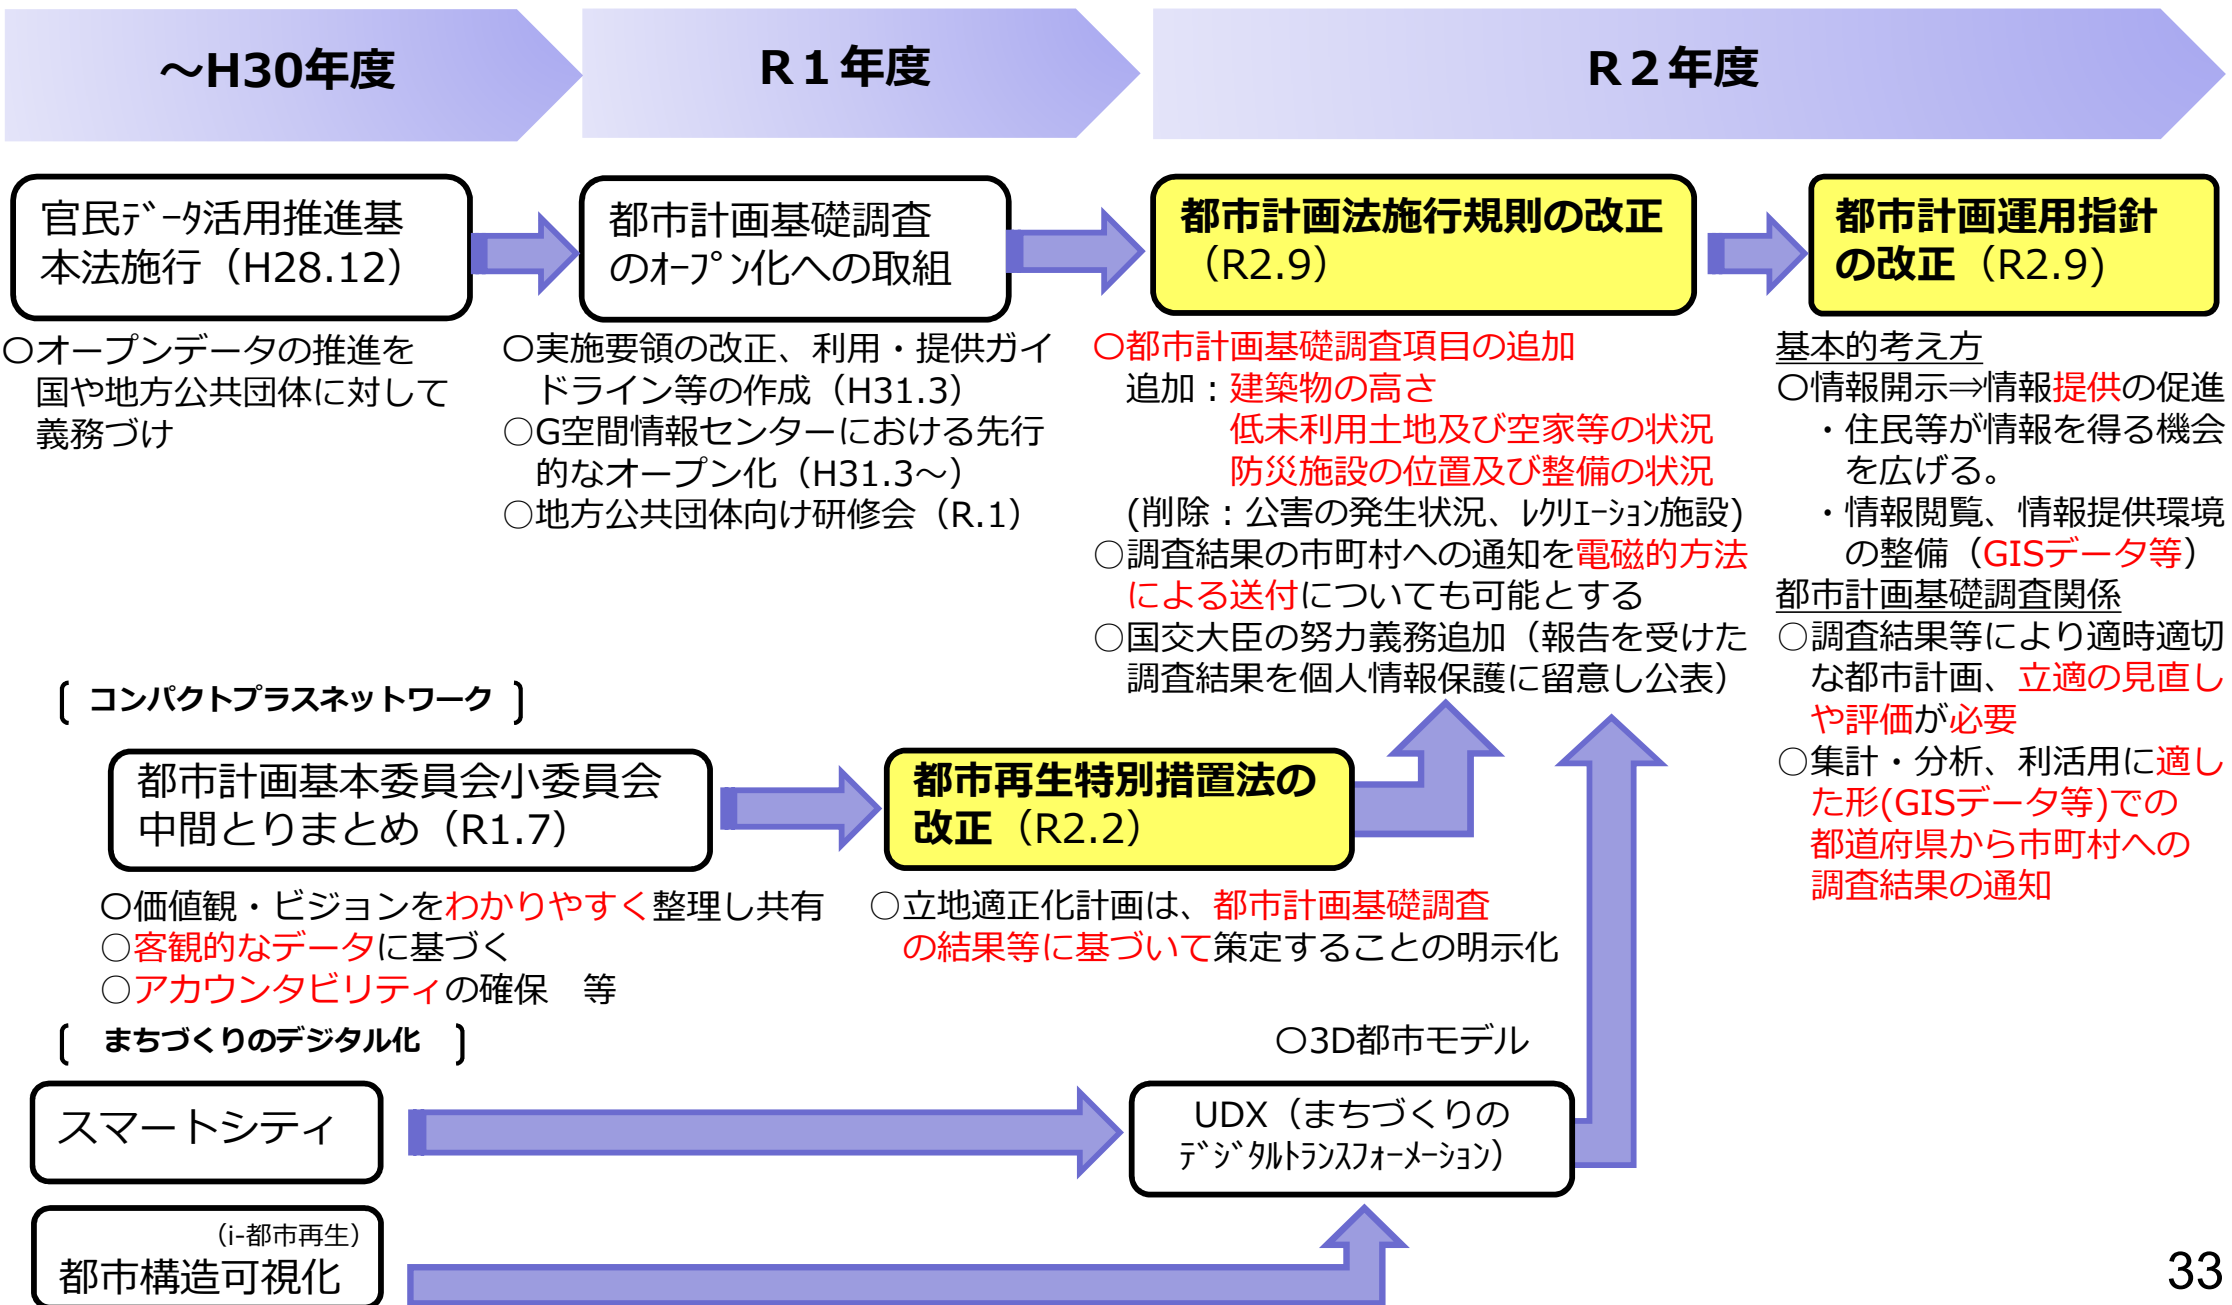 ～H30年度
R１年度
R２年度
官民ﾃﾞｰﾀ活用推進基
本法施行（H28.12）
〇オープンデータの推進を
国や地方公共団体に対して
義務づけ
都市計画基礎調査
のｵｰﾌﾟﾝ化への取組
〇実施要領の改正、利用・提供ガイ
ドライン等の作成（H31.3）
○G空間情報センターにおける先行
的なオープン化（H31.3～）
○地方公共団体向け研修会（R.1）
都市計画法施行規則の改正
（R2.9）
〇都市計画基礎調査項目の追加
追加：建築物の高さ
低未利用土地及び空家等の状況
防災施設の位置及び整備の状況
(削除：公害の発生状況、ﾚｸﾘｴｰｼｮﾝ施設)
○調査結果の市町村への通知を電磁的方法
による送付についても可能とする
○国交大臣の努力義務追加（報告を受けた
調査結果を個人情報保護に留意し公表）
都市計画運用指針
の改正（R2.9)
基本的考え方
〇情報開示⇒情報提供の促進
・住民等が情報を得る機会
を広げる。
・情報閲覧、情報提供環境
の整備（GISデータ等）
都市計画基礎調査関係
○調査結果等により適時適切
な都市計画、立適の見直し
や評価が必要
○集計・分析、利活用に適し
た形(GISデータ等)での
都道府県から市町村への
調査結果の通知
〔 コンパクトプラスネットワーク 〕
都市計画基本委員会小委員会
中間とりまとめ（R1.7）
〇価値観・ビジョンをわかりやすく整理し共有
○客観的なデータに基づく
○アカウンタビリティの確保　等
都市再生特別措置法の
改正（R2.2）
○立地適正化計画は、都市計画基礎調査
の結果等に基づいて策定することの明示化
〔 まちづくりのデジタル化 〕
〇3D都市モデル
スマートシティ
UDX（まちづくりの
ﾃﾞｼﾞﾀﾙﾄﾗﾝｽﾌｫｰﾒｰｼｮﾝ）
（i-都市再生）
都市構造可視化
33